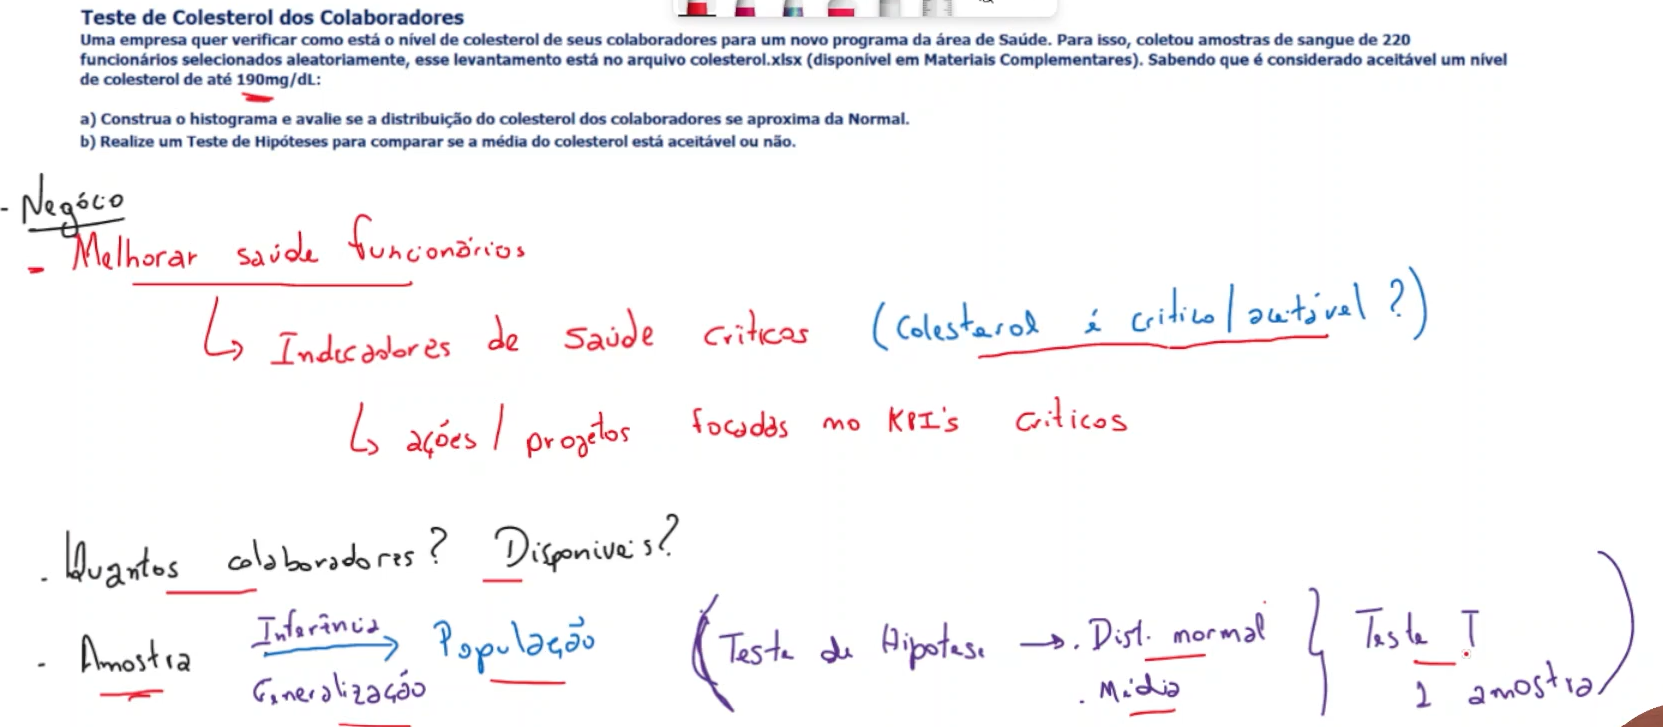 Teste de Colesterol dos Colaboradores
Uma empresa quer verificar como está o nível de colesterol de seus colaboradores para um novo programa da área de Saúde. Para isso, coletou amostras de sangue de 220
funcionários selecionados aleatoriamente, esse levantamento está no arquivo colesterol.xlsx (disponível em Materiais Complementares). Sabendo que é considerado aceitável um nível
de colesterol de até 190mg/dL:
a) Construa o histograma e avalie se a distribuição do colesterol dos colaboradores se aproxima da Normal.
b) Realize um Teste de Hipóteses para comparar se a média do colesterol está aceitável ou não.
- Negócio
- Melhorar saúde funcionários
↳ Indicadores de saúde críticos (Colesterol é crítico/aceitável?)
↳ ações / projetos focados no KPI's críticos
. Quantos colaboradores? Disponíveis?
- Amostra Inferência → População (Teste de Hipótese → . Dist. normal } Teste T
Generalização . Média 1 amostra)